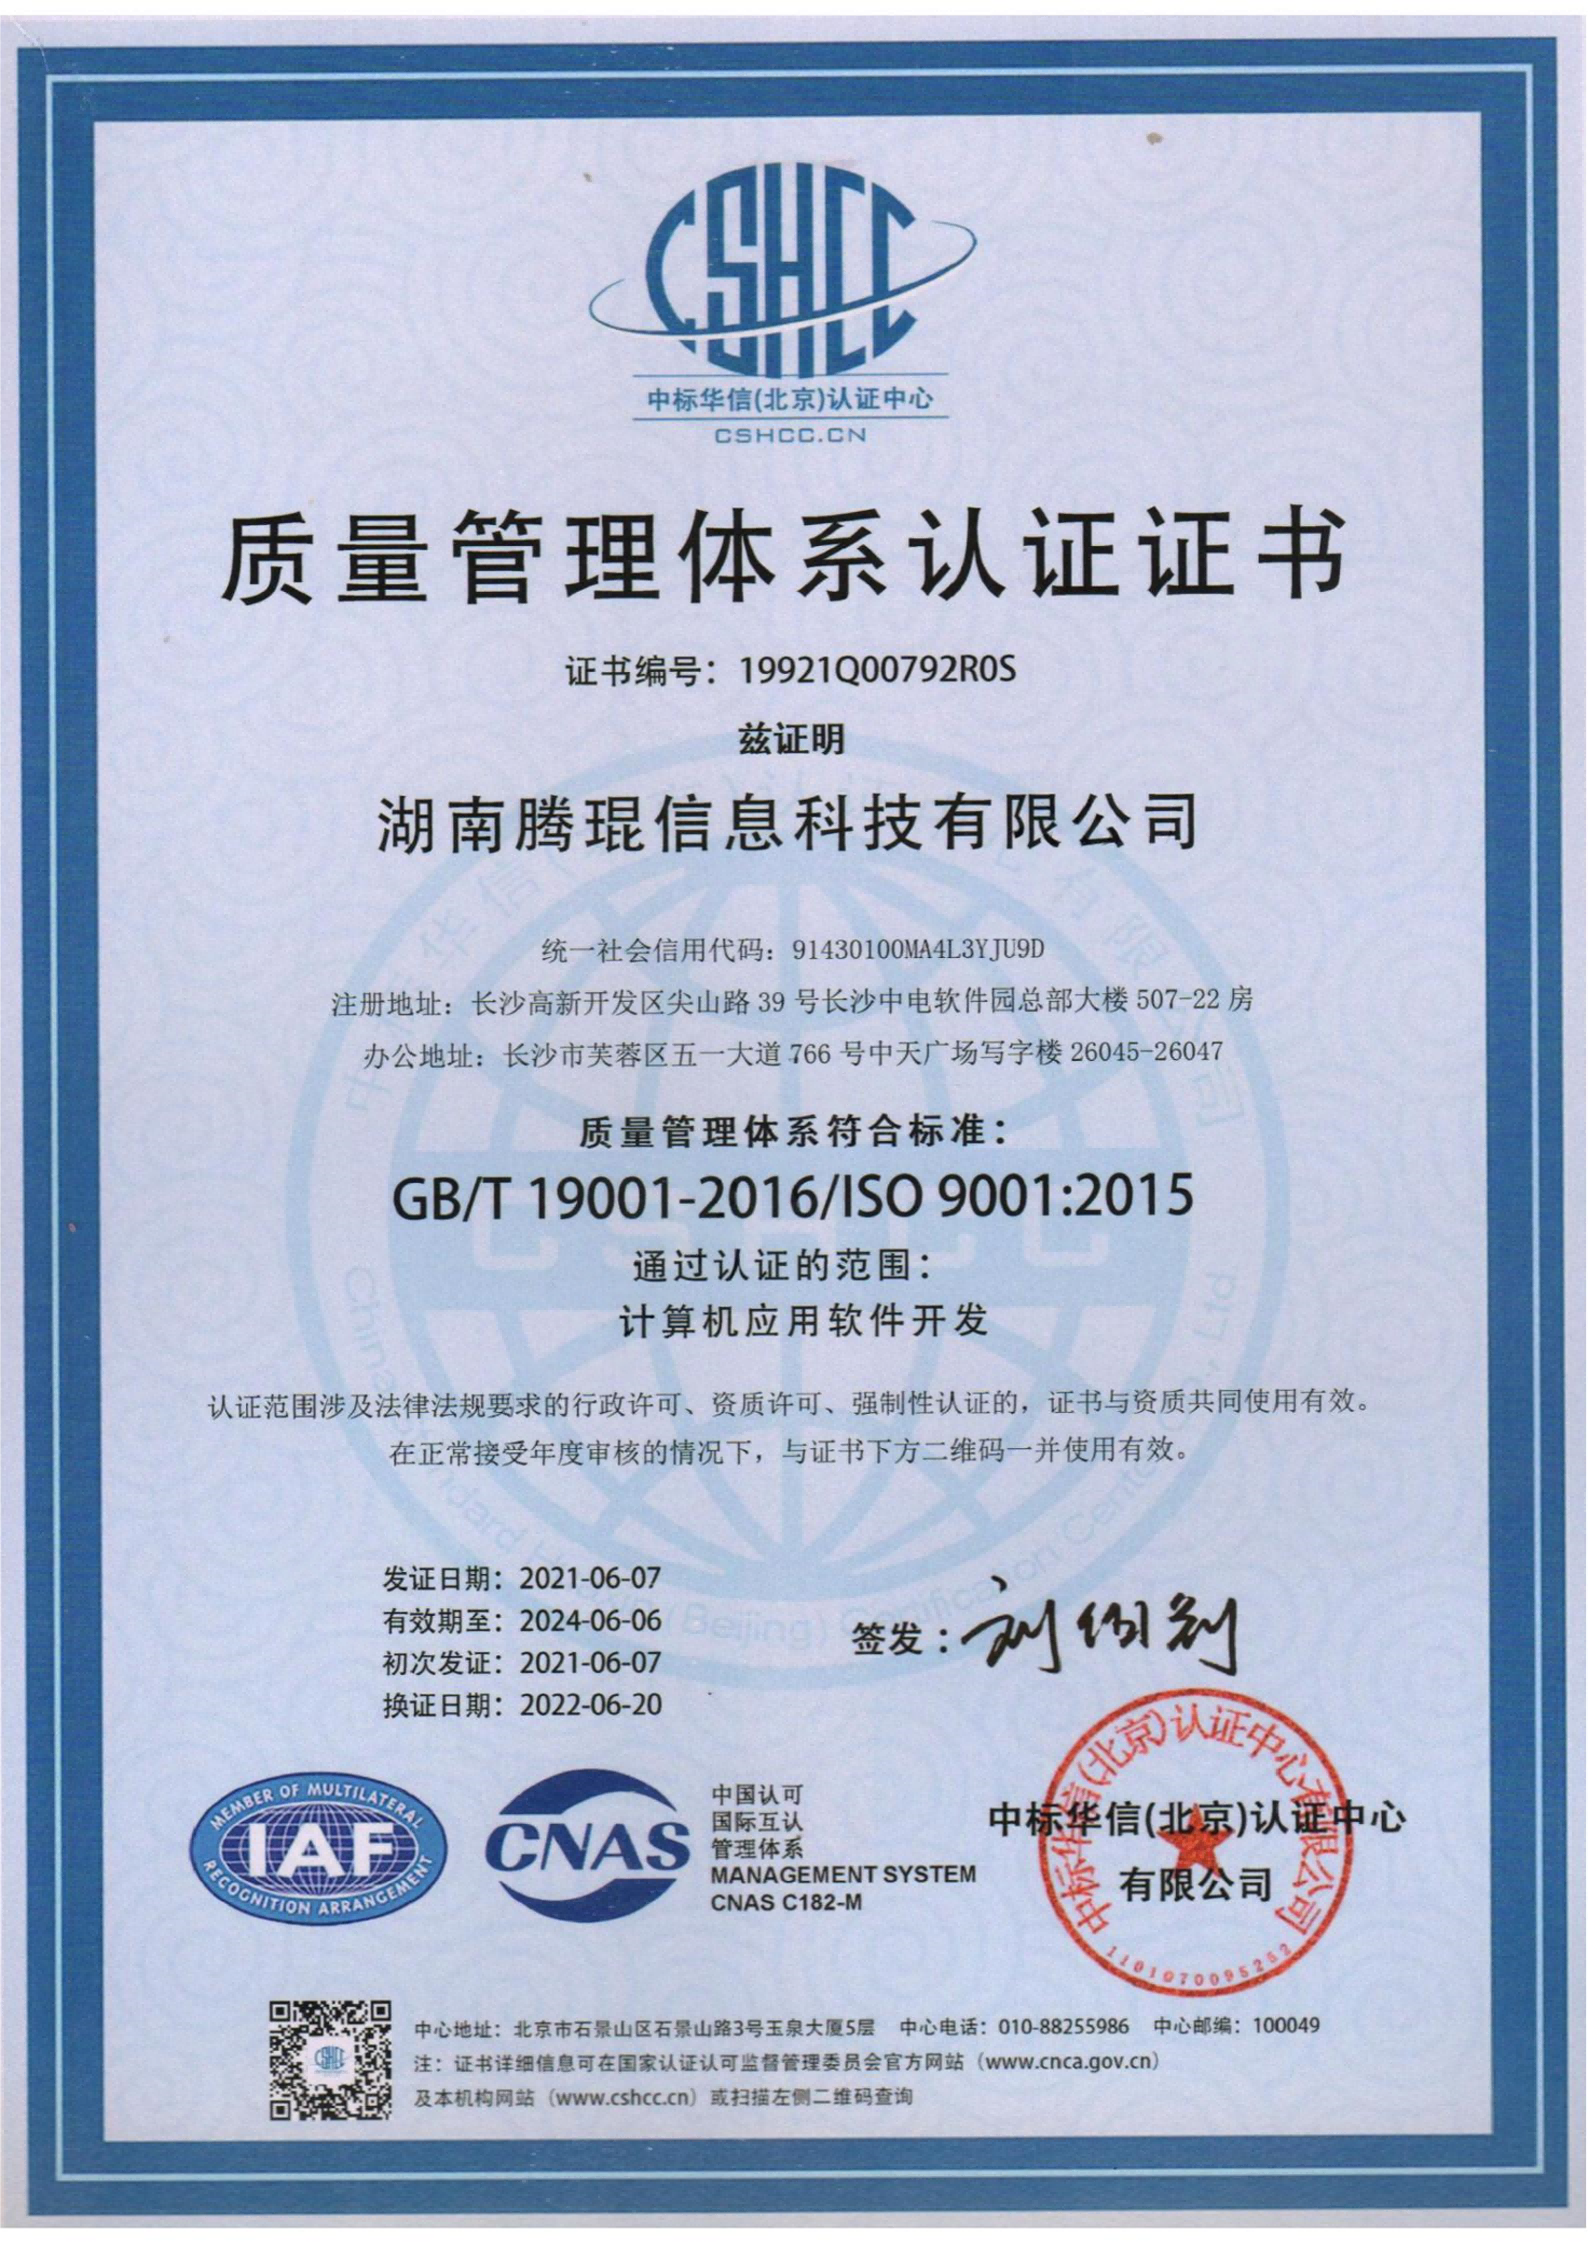 CSHCC
中标华信(北京)认证中心
CSHCC.CN
质量管理体系认证证书
证书编号：19921Q00792R0S
兹证明
湖南腾琨信息科技有限公司
统一社会信用代码：91430100MA4L3YJU9D
注册地址：长沙高新开发区尖山路 39 号长沙中电软件园总部大楼 507-22 房
办公地址：长沙市芙蓉区五一大道 766 号中天广场写字楼 26045-26047
质量管理体系符合标准：
GB/T 19001-2016/ISO 9001:2015
通过认证的范围：
计算机应用软件开发
认证范围涉及法律法规要求的行政许可、资质许可、强制性认证的，证书与资质共同使用有效。
在正常接受年度审核的情况下，与证书下方二维码一并使用有效。
发证日期：2021-06-07
有效期至：2024-06-06
初次发证：2021-06-07
换证日期：2022-06-20
签发：
MEMBER OF MULTILATERAL
IAF
RECOGNITION ARRANGEMENT
CNAS
中国认可
国际互认
管理体系
MANAGEMENT SYSTEM
CNAS C182-M
中标华信(北京)认证中心
有限公司
中标华信(北京)认证中心有限公司
1101070095252
中心地址：北京市石景山区石景山路3号玉泉大厦5层 中心电话：010-88255986 中心邮编：100049
注：证书详细信息可在国家认证认可监督管理委员会官方网站（www.cnca.gov.cn）
及本机构网站（www.cshcc.cn）或扫描左侧二维码查询